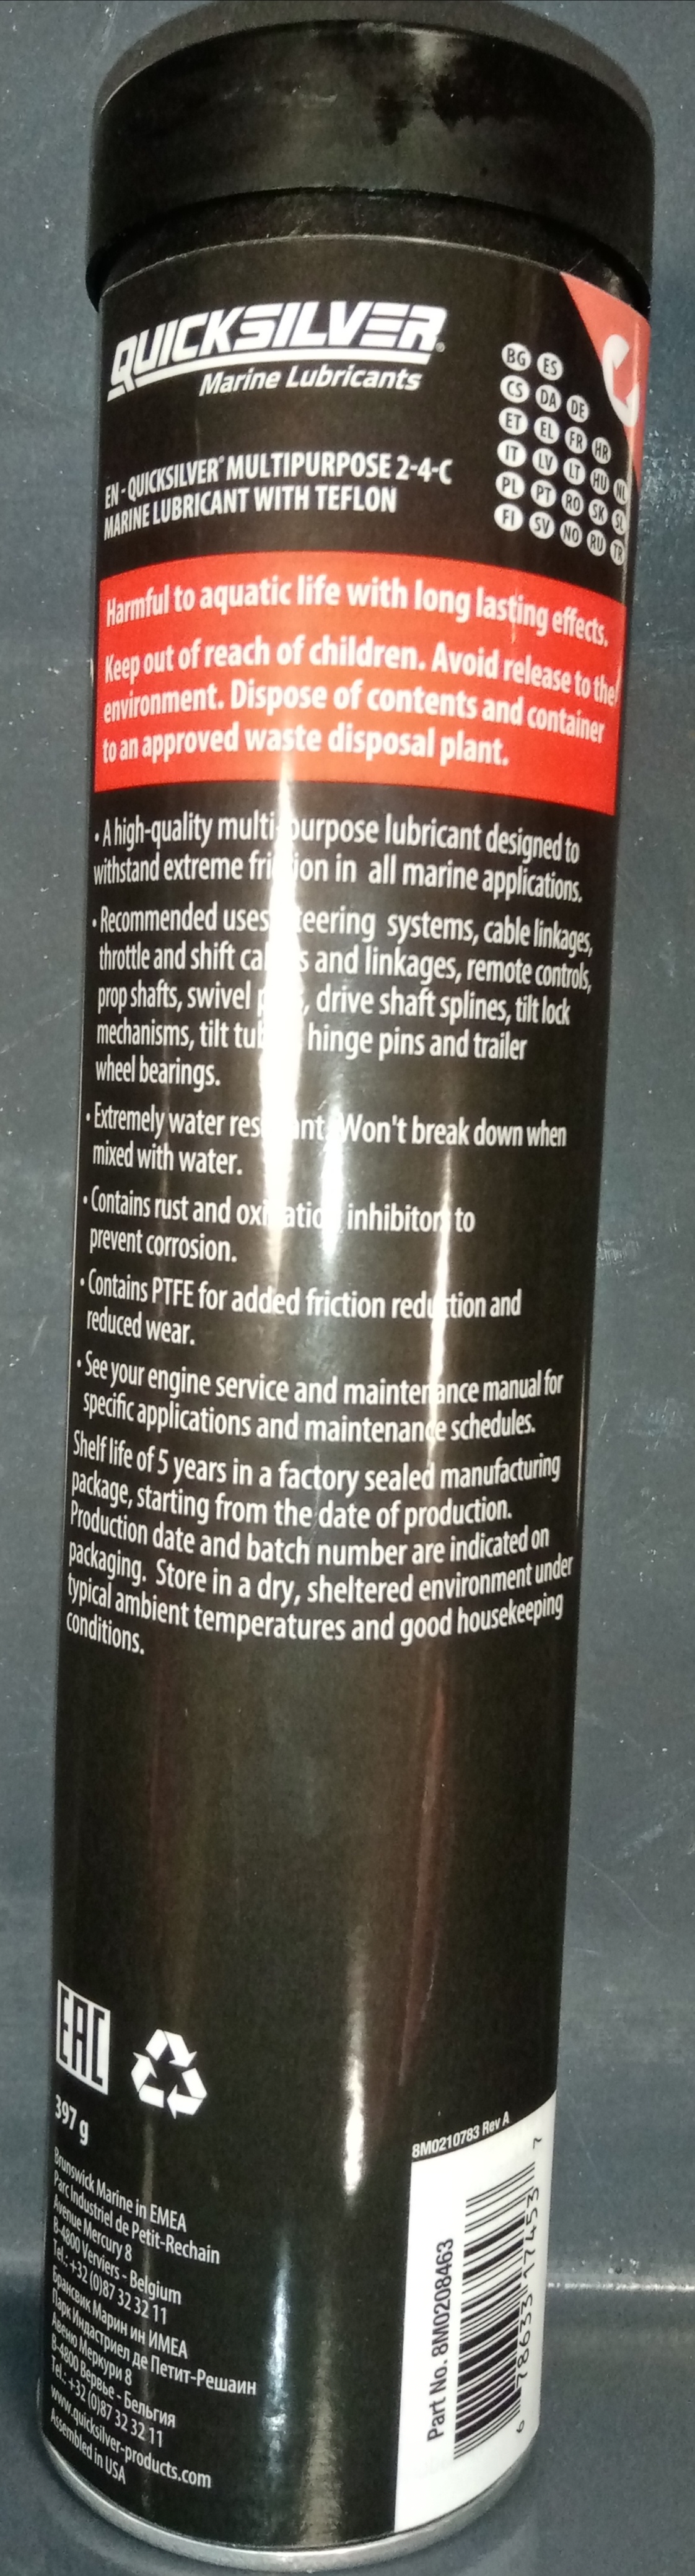 QUICKSILVER®
Marine Lubricants
BG ES
CS DA DE
ET EL FR HR
IT LV LT HU NL
PL PT RO SK SL
FI SV NO RU TR
EN - QUICKSILVER® MULTIPURPOSE 2-4-C
MARINE LUBRICANT WITH TEFLON
Harmful to aquatic life with long lasting effects.
Keep out of reach of children. Avoid release to the
environment. Dispose of contents and container
to an approved waste disposal plant.
• A high-quality multi-purpose lubricant designed to
withstand extreme friction in all marine applications.
• Recommended uses steering systems, cable linkages,
throttle and shift cables and linkages, remote controls,
prop shafts, swivel pins, drive shaft splines, tilt lock
mechanisms, tilt tube, hinge pins and trailer
wheel bearings.
• Extremely water resistant. Won't break down when
mixed with water.
• Contains rust and oxidation inhibitors to
prevent corrosion.
• Contains PTFE for added friction reduction and
reduced wear.
• See your engine service and maintenance manual for
specific applications and maintenance schedules.
Shelf life of 5 years in a factory sealed manufacturing
package, starting from the date of production.
Production date and batch number are indicated on
packaging. Store in a dry, sheltered environment under
typical ambient temperatures and good housekeeping
conditions.
EAC
397 g
Brunswick Marine in EMEA
Parc Industriel de Petit-Rechain
Avenue Mercury 8
B-4800 Verviers - Belgium
Tel.: +32 (0)87 32 32 11
Брансвик Марин ин ИМЕА
Парк Индастриел де Петит-Решаин
Авеню Меркури 8
B-4800 Вервье - Бельгия
Tel.: +32 (0)87 32 32 11
www.quicksilver-products.com
Assembled in USA
8M0210783 Rev A
Part No. 8M0208463
6 78633 17453 7